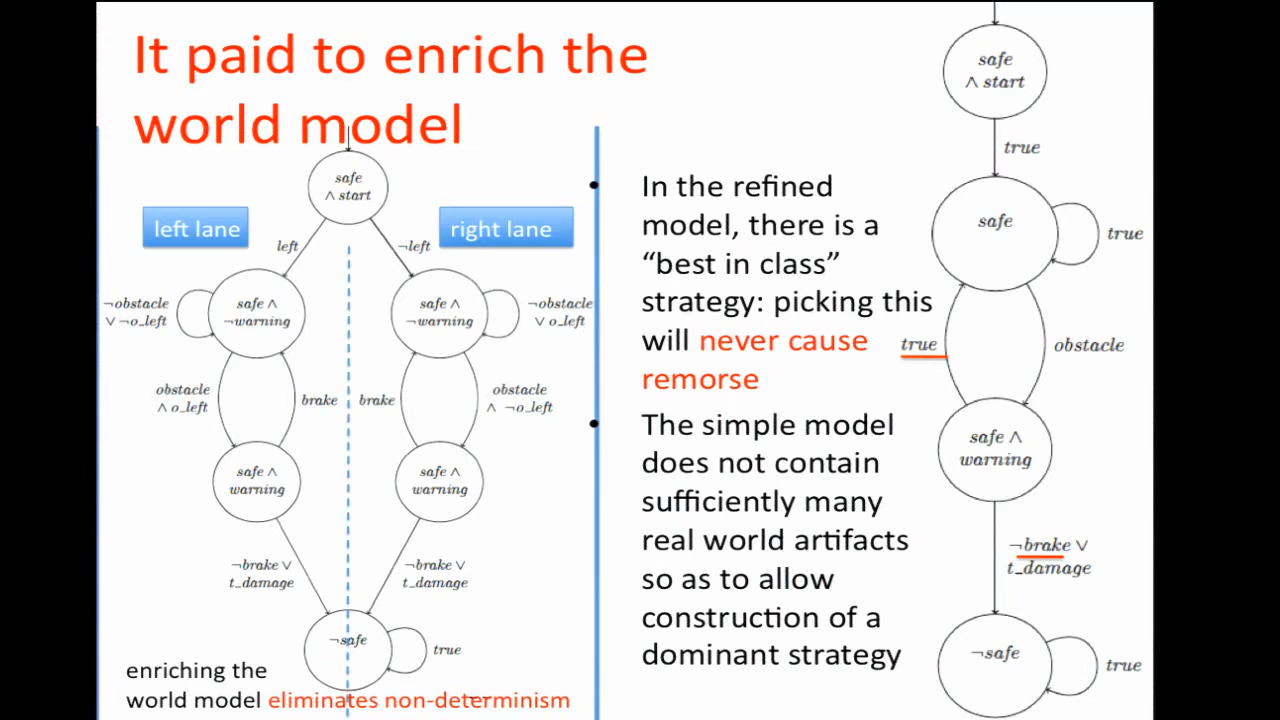 It paid to enrich the
world model
safe
∧ start
left lane
right lane
left
¬left
¬obstacle
∨ ¬o_left
safe ∧
¬warning
safe ∧
¬warning
¬obstacle
∨ o_left
obstacle
∧ o_left
brake
brake
obstacle
∧ ¬o_left
safe ∧
warning
safe ∧
warning
¬brake ∨
t_damage
¬brake ∨
t_damage
¬safe
true
enriching the
world model eliminates non-determinism
• In the refined
model, there is a
“best in class”
strategy: picking this
will never cause
remorse
• The simple model
does not contain
sufficiently many
real world artifacts
so as to allow
construction of a
dominant strategy
safe
∧ start
true
safe
true
true
obstacle
safe ∧
warning
¬brake ∨
t_damage
¬safe
true